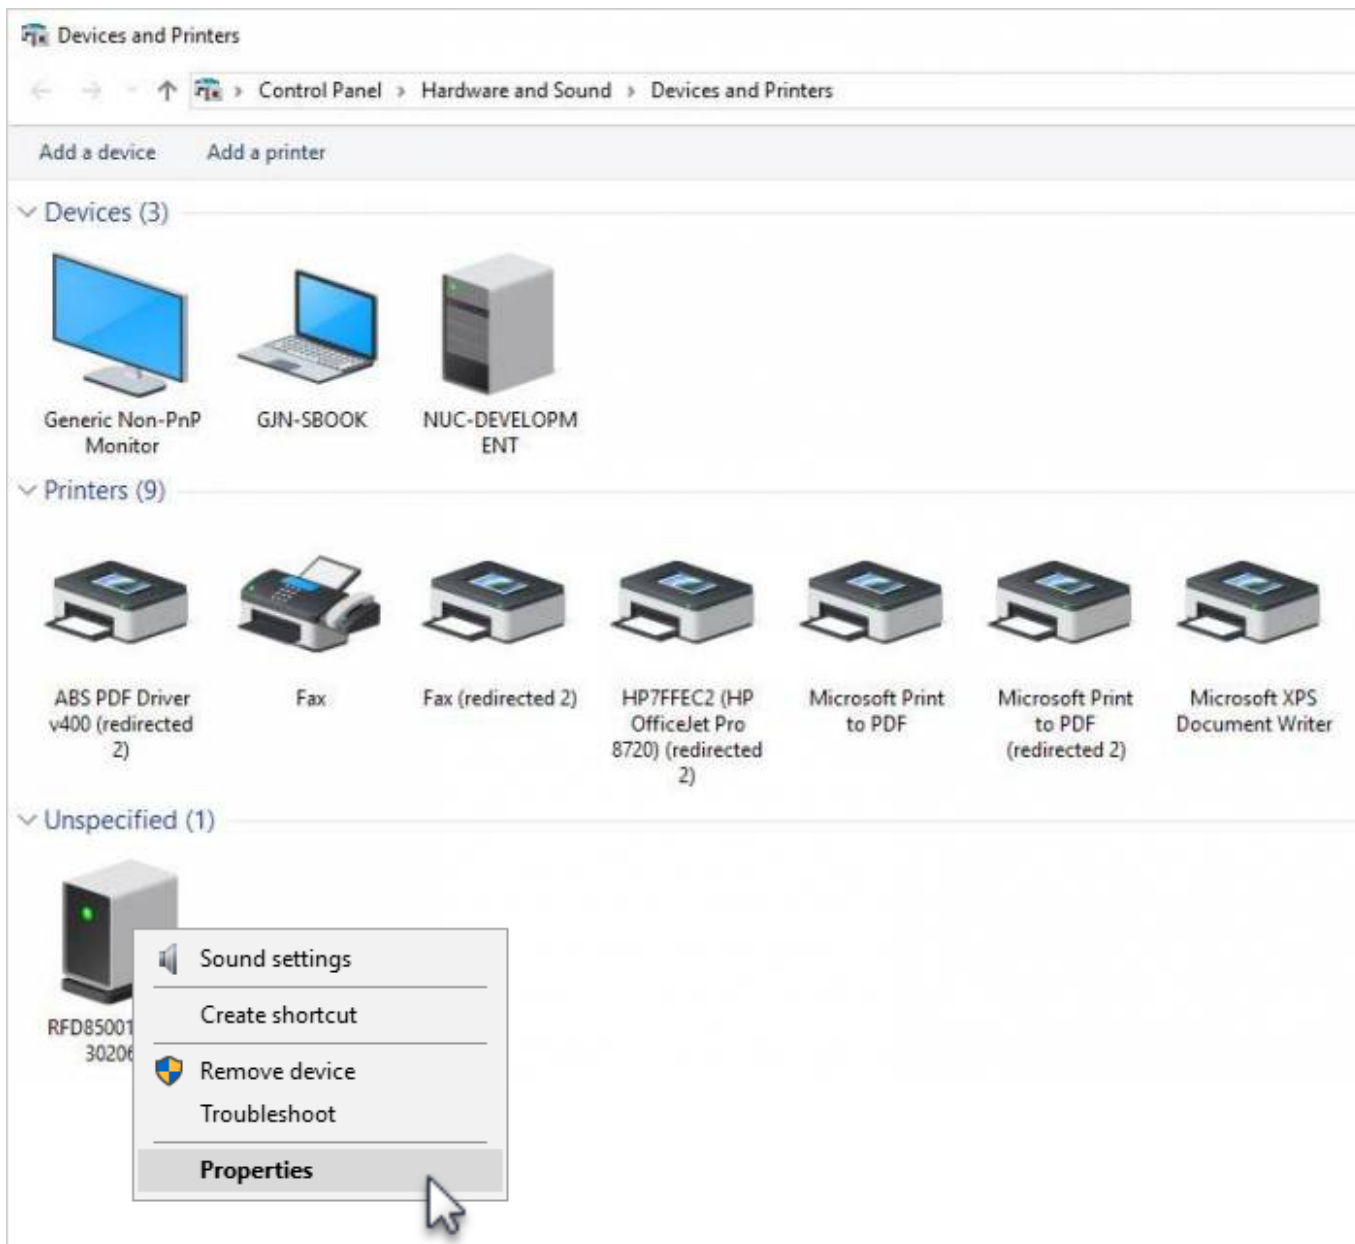 Devices and Printers
Control Panel > Hardware and Sound > Devices and Printers
Add a device Add a printer
Devices (3)
Generic Non-PnP
Monitor
GJN-SBOOK
NUC-DEVELOPM
ENT
Printers (9)
ABS PDF Driver
v400 (redirected
2)
Fax
Fax (redirected 2)
HP7FFEC2 (HP
OfficeJet Pro
8720) (redirected
2)
Microsoft Print
to PDF
Microsoft Print
to PDF
(redirected 2)
Microsoft XPS
Document Writer
Unspecified (1)
RFD85001
3020
Sound settings
Create shortcut
Remove device
Troubleshoot
Properties